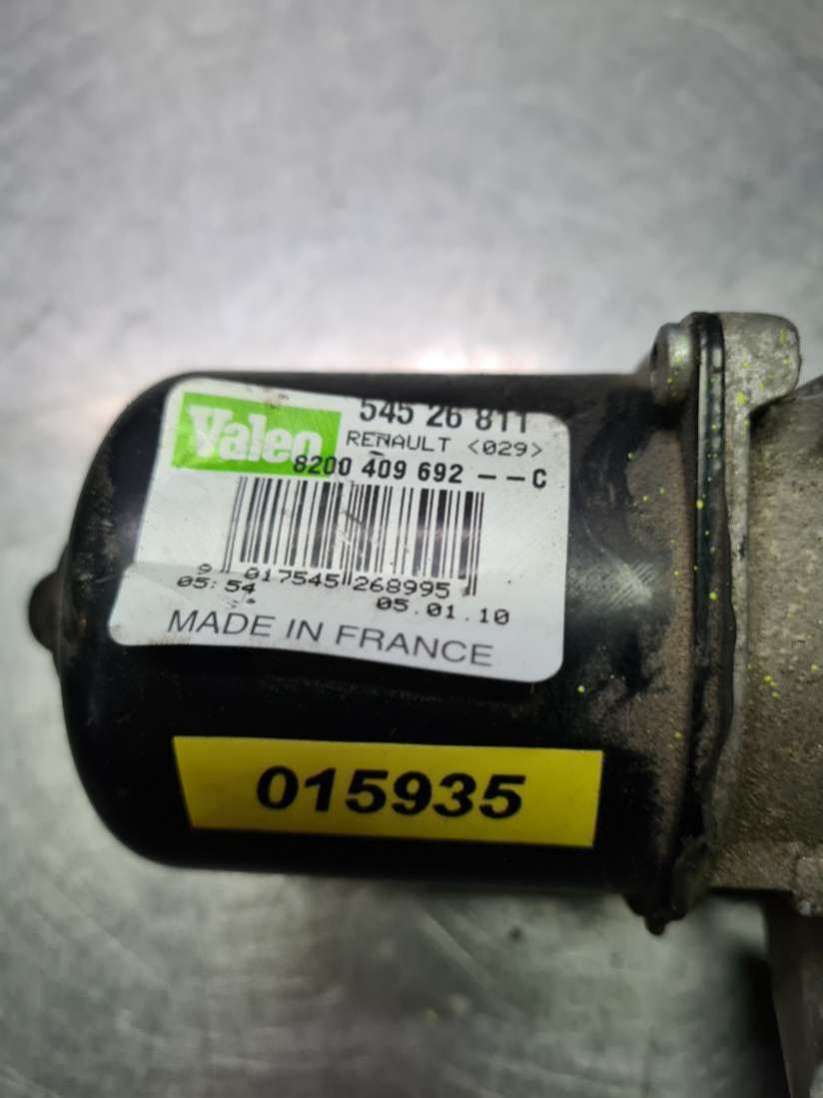 Valeo
545 26 811
RENAULT <029>
8200 409 692 -- C
9 017545 268995
05:54
05.01.10
MADE IN FRANCE
015935